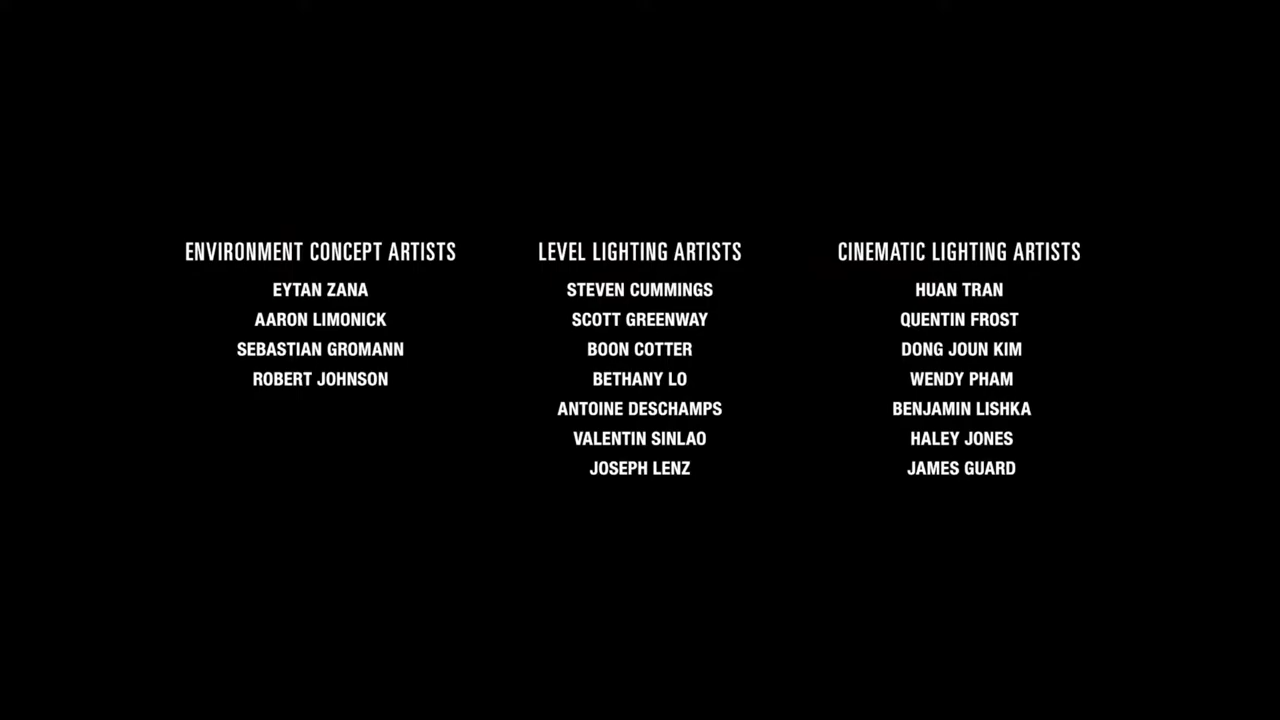 ENVIRONMENT CONCEPT ARTISTS
EYTAN ZANA
AARON LIMONICK
SEBASTIAN GROMANN
ROBERT JOHNSON
LEVEL LIGHTING ARTISTS
STEVEN CUMMINGS
SCOTT GREENWAY
BOON COTTER
BETHANY LO
ANTOINE DESCHAMPS
VALENTIN SINLAO
JOSEPH LENZ
CINEMATIC LIGHTING ARTISTS
HUAN TRAN
QUENTIN FROST
DONG JOUN KIM
WENDY PHAM
BENJAMIN LISHKA
HALEY JONES
JAMES GUARD